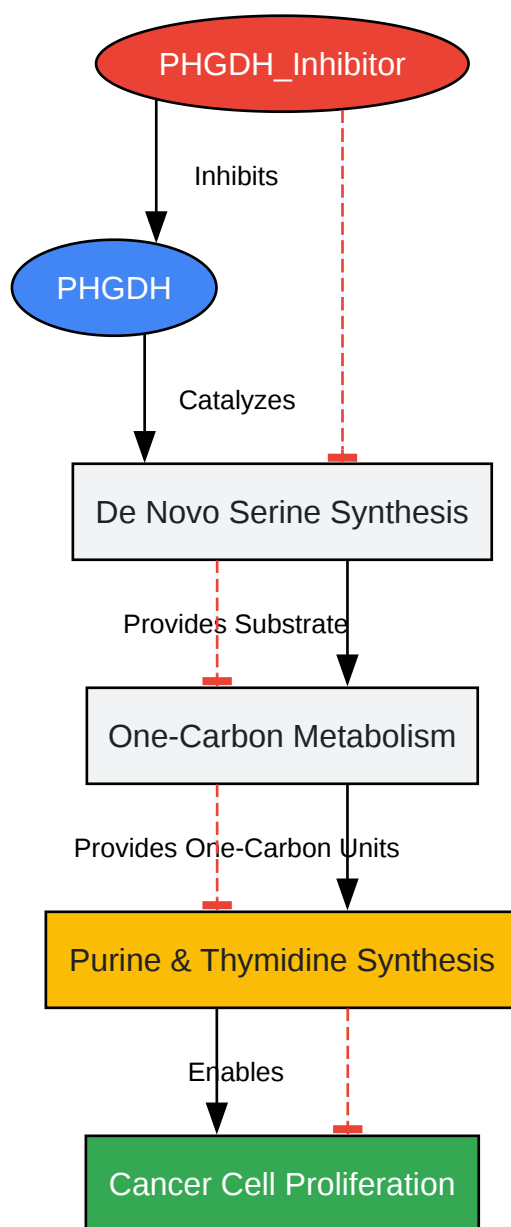 PHGDH_Inhibitor
Inhibits
PHGDH
Catalyzes
De Novo Serine Synthesis
Provides Substrate
One-Carbon Metabolism
Provides One-Carbon Units
Purine & Thymidine Synthesis
Enables
Cancer Cell Proliferation